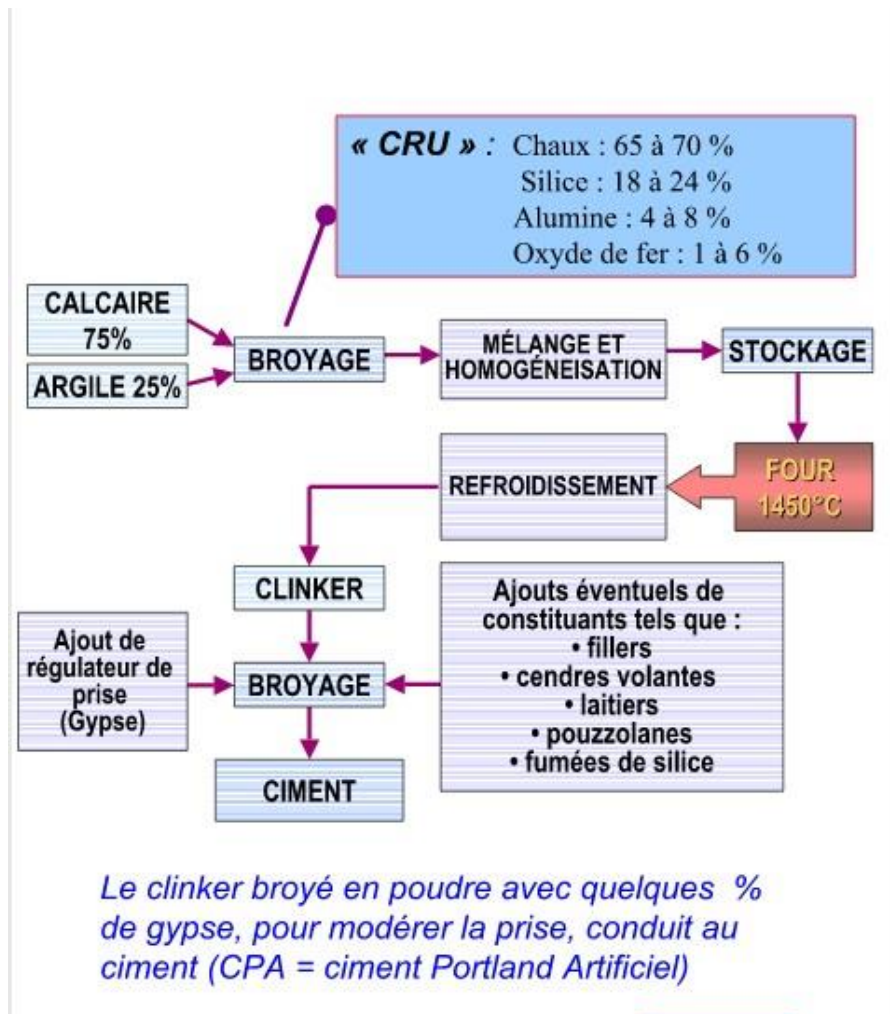 « CRU » : Chaux : 65 à 70 %
Silice : 18 à 24 %
Alumine : 4 à 8 %
Oxyde de fer : 1 à 6 %
CALCAIRE
75%
ARGILE 25%
BROYAGE
MÉLANGE ET
HOMOGÉNEISATION
STOCKAGE
FOUR
1450°C
REFROIDISSEMENT
CLINKER
Ajout de
régulateur de
prise
(Gypse)
BROYAGE
Ajouts éventuels de
constituants tels que :
• fillers
• cendres volantes
• laitiers
• pouzzolanes
• fumées de silice
CIMENT
Le clinker broyé en poudre avec quelques %
de gypse, pour modérer la prise, conduit au
ciment (CPA = ciment Portland Artificiel)